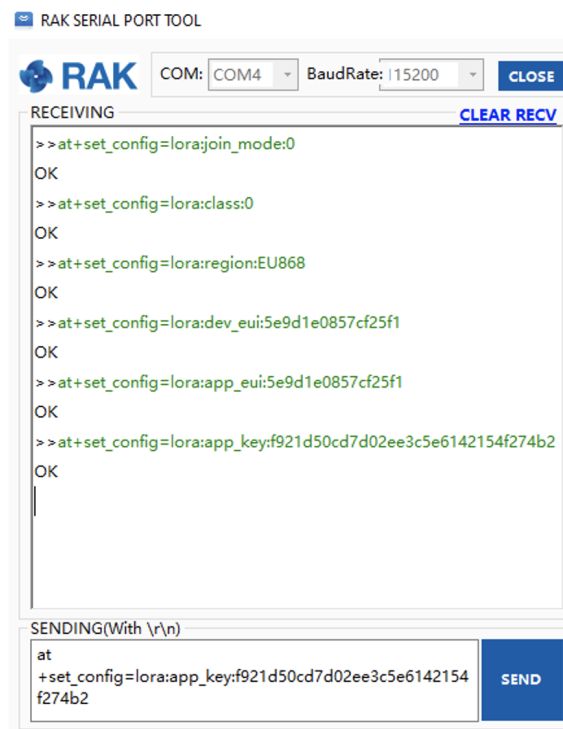 RAK SERIAL PORT TOOL
RAK COM: COM4 BaudRate: 115200 CLOSE
RECEIVING CLEAR RECV
>>at+set_config=lora:join_mode:0
OK
>>at+set_config=lora:class:0
OK
>>at+set_config=lora:region:EU868
OK
>>at+set_config=lora:dev_eui:5e9d1e0857cf25f1
OK
>>at+set_config=lora:app_eui:5e9d1e0857cf25f1
OK
>>at+set_config=lora:app_key:f921d50cd7d02ee3c5e6142154f274b2
OK
SENDING(With \r\n)
at
+set_config=lora:app_key:f921d50cd7d02ee3c5e6142154
f274b2
SEND